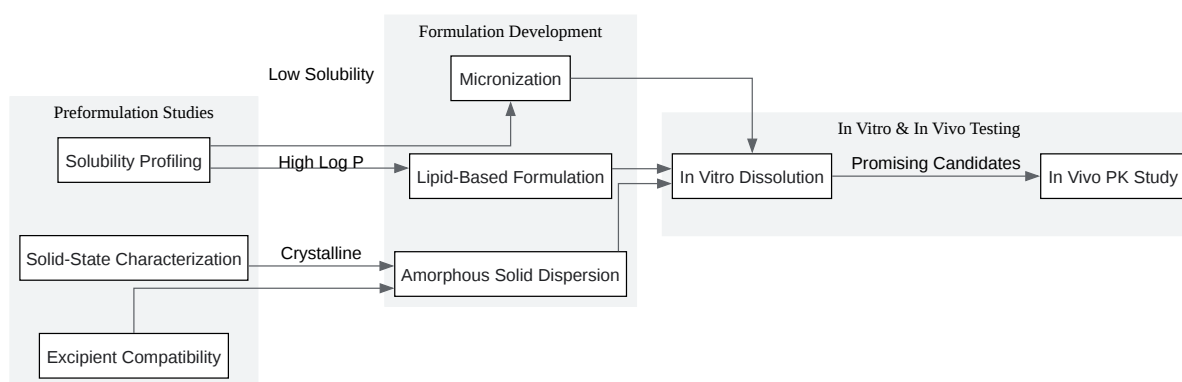 Formulation Development
Low Solubility
Micronization
Preformulation Studies
In Vitro & In Vivo Testing
Solubility Profiling
High Log P
Lipid-Based Formulation
In Vitro Dissolution
Promising Candidates
In Vivo PK Study
Solid-State Characterization
Crystalline
Amorphous Solid Dispersion
Excipient Compatibility